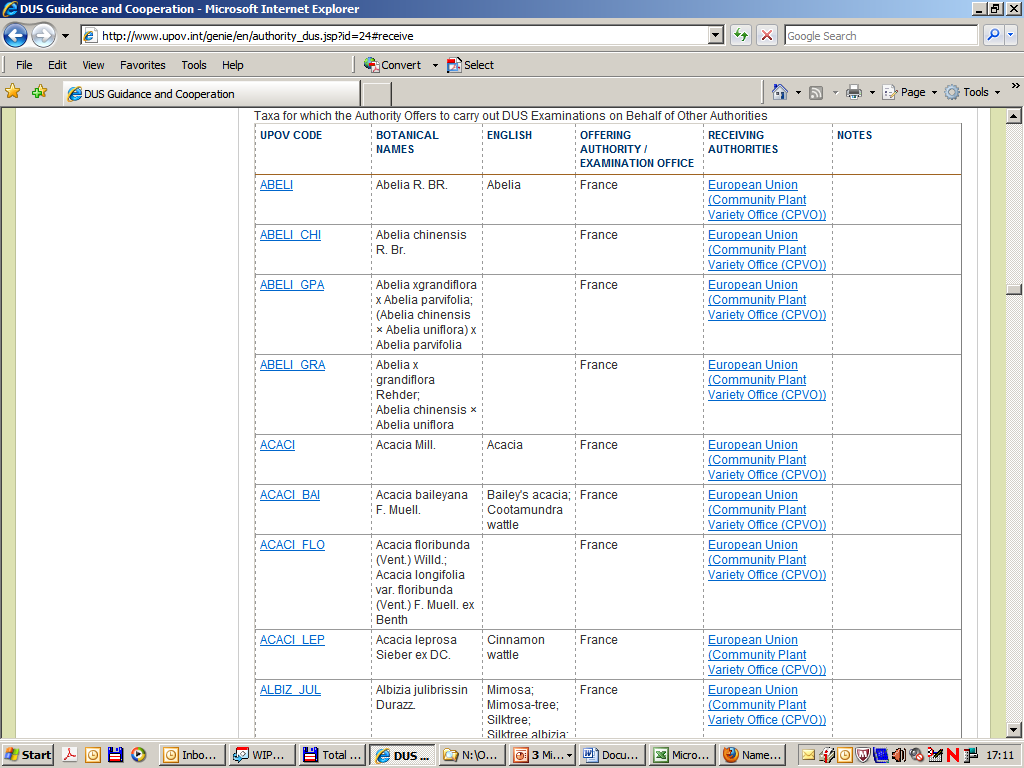 DUS Guidance and Cooperation - Microsoft Internet Explorer
http://www.upov.int/genie/en/authority_dus.jsp?id=24#receive
Google Search
File Edit View Favorites Tools Help
Convert Select
DUS Guidance and Cooperation
Page Tools
Taxa for which the Authority Offers to carry out DUS Examinations on Behalf of Other Authorities
UPOV CODE
BOTANICAL
NAMES
ENGLISH
OFFERING
AUTHORITY /
EXAMINATION OFFICE
RECEIVING
AUTHORITIES
NOTES
ABELI
Abelia R. BR.
Abelia
France
European Union
(Community Plant
Variety Office (CPVO))
ABELI_CHI
Abelia chinensis
R. Br.
France
European Union
(Community Plant
Variety Office (CPVO))
ABELI_GPA
Abelia xgrandiflora
x Abelia parvifolia;
(Abelia chinensis
× Abelia uniflora) x
Abelia parvifolia
France
European Union
(Community Plant
Variety Office (CPVO))
ABELI_GRA
Abelia x
grandiflora
Rehder;
Abelia chinensis ×
Abelia uniflora
France
European Union
(Community Plant
Variety Office (CPVO))
ACACI
Acacia Mill.
Acacia
France
European Union
(Community Plant
Variety Office (CPVO))
ACACI_BAI
Acacia baileyana
F. Muell.
Bailey's acacia;
Cootamundra
wattle
France
European Union
(Community Plant
Variety Office (CPVO))
ACACI_FLO
Acacia floribunda
(Vent.) Willd.;
Acacia longifolia
var. floribunda
(Vent.) F. Muell. ex
Benth
France
European Union
(Community Plant
Variety Office (CPVO))
ACACI_LEP
Acacia leprosa
Sieber ex DC.
Cinnamon
wattle
France
European Union
(Community Plant
Variety Office (CPVO))
ALBIZ_JUL
Albizia julibrissin
Durazz.
Mimosa;
Mimosa-tree;
Silktree;
Silktree albizia;
France
European Union
(Community Plant
Variety Office (CPVO))
Start Inbo... WIP... Total ... DUS ... N:\O... 3 Mi... Docu... Micro... Name... 17:11